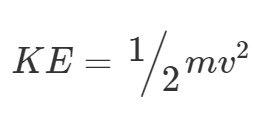 KE = 1/2 mv²